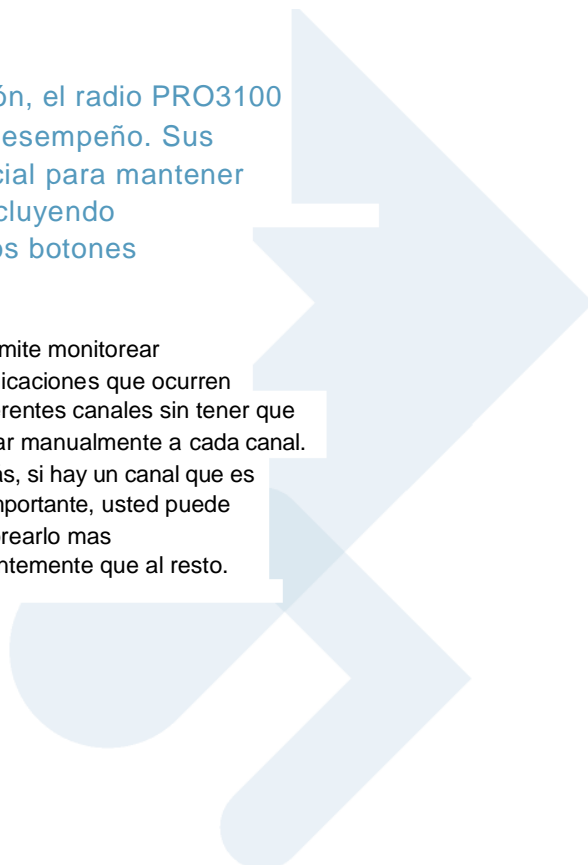 ón, el radio PRO3100
esempeño. Sus
cial para mantener
cluyendo
os botones
mite monitorear
icaciones que ocurren
erentes canales sin tener que
ar manualmente a cada canal.
as, si hay un canal que es
mportante, usted puede
orearlo mas
ntemente que al resto.